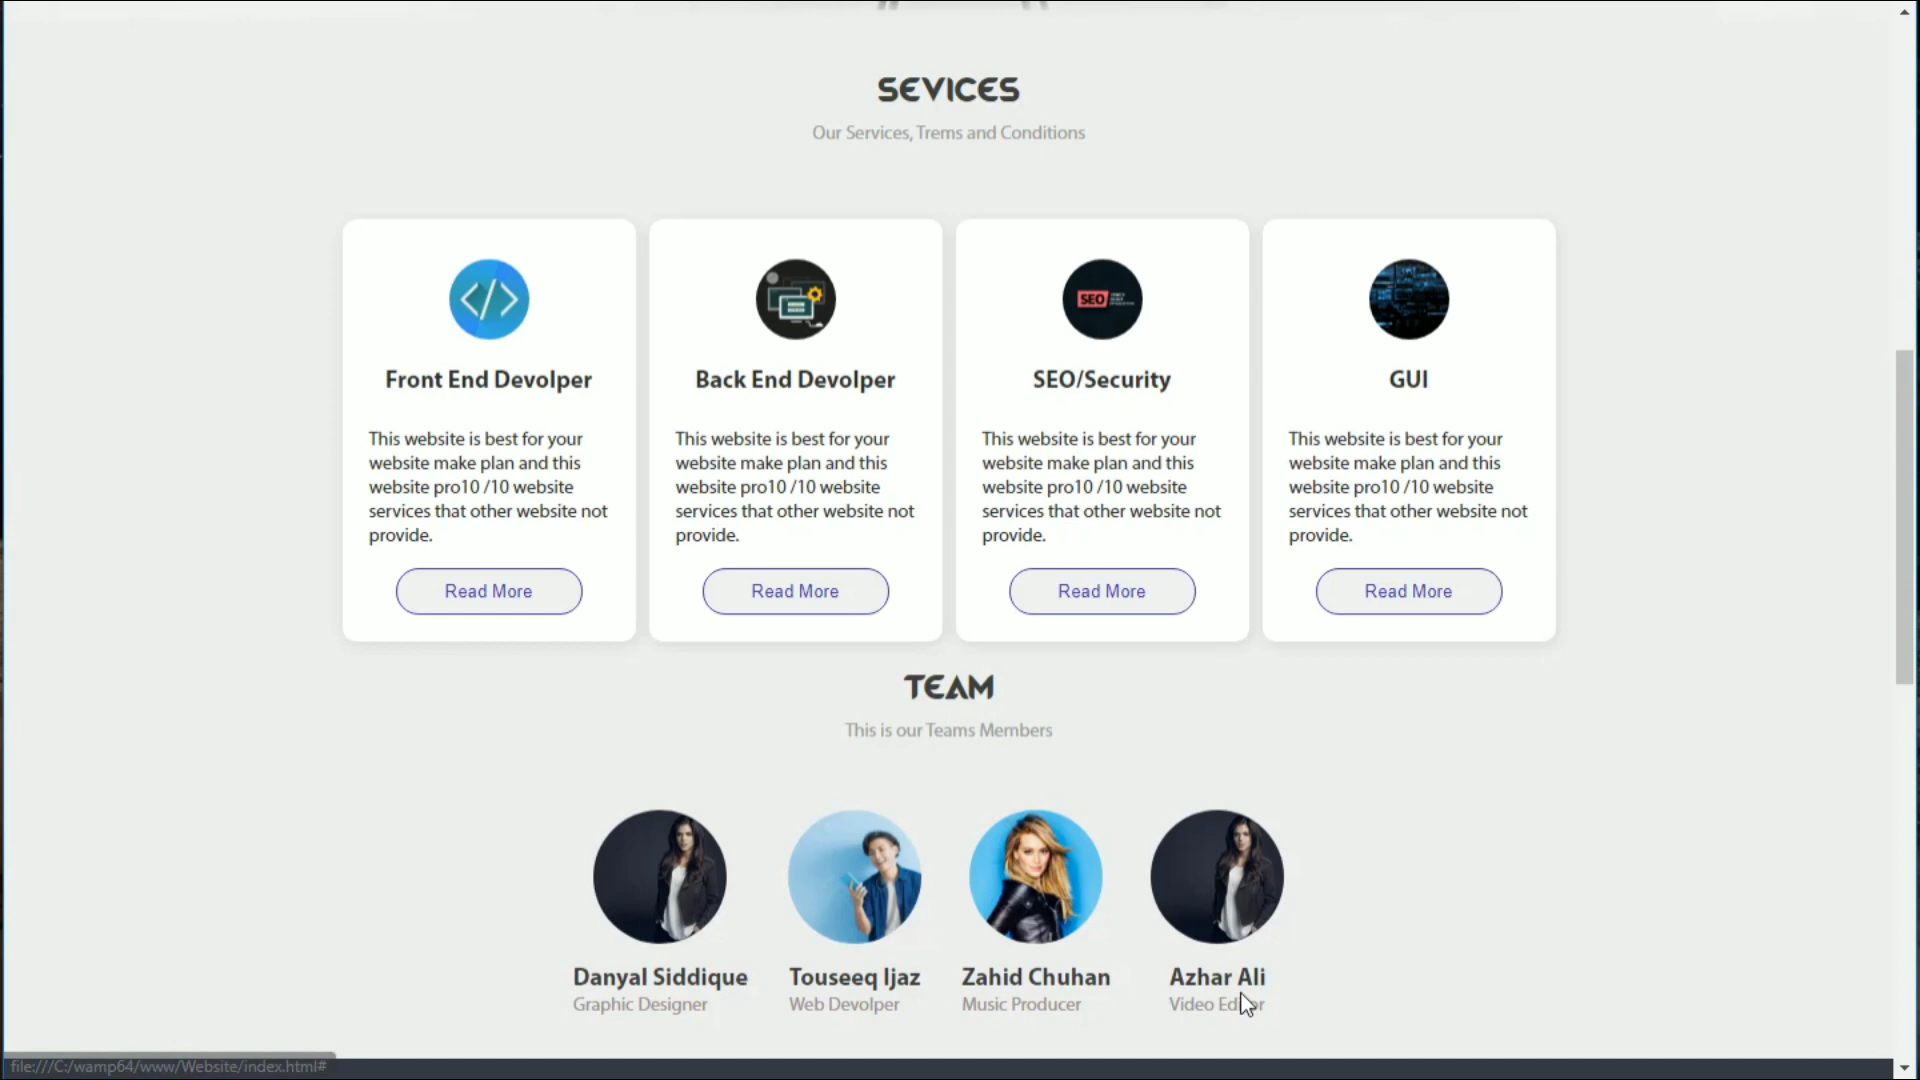 SEVICES
Our Services, Trems and Conditions
Front End Devolper
This website is best for your
website make plan and this
website pro10 /10 website
services that other website not
provide.
Read More
Back End Devolper
This website is best for your
website make plan and this
website pro10 /10 website
services that other website not
provide.
Read More
SEO
SEO/Security
This website is best for your
website make plan and this
website pro10 /10 website
services that other website not
provide.
Read More
GUI
This website is best for your
website make plan and this
website pro10 /10 website
services that other website not
provide.
Read More
TEAM
This is our Teams Members
Danyal Siddique
Graphic Designer
Touseeq Ijaz
Web Devolper
Zahid Chuhan
Music Producer
Azhar Ali
Video Editor
file:///C:/wamp64/www/Website/index.html#